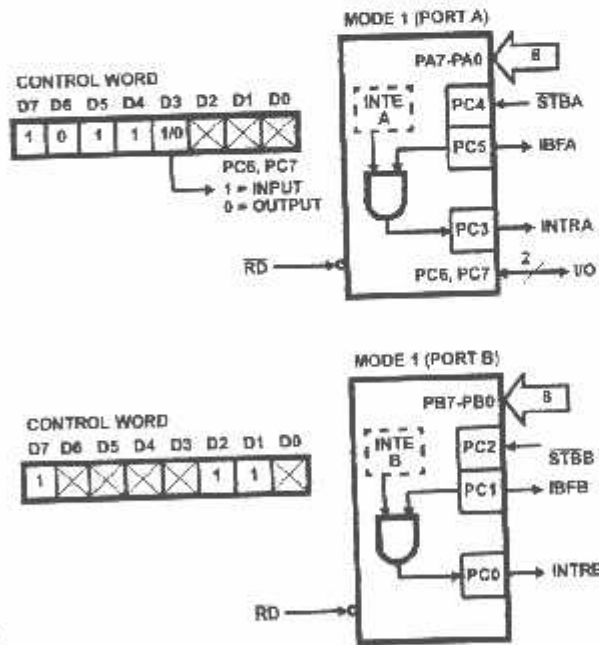 MODE 1 (PORT A)
PA7-PA0
8
CONTROL WORD
D7 D6 D5 D4 D3 D2 D1 D0
1 0 1 1 1/0
PC6, PC7
1 = INPUT
0 = OUTPUT
INTE
A
PC4
STBA
PC5
IBFA
PC3
INTRA
RD
PC6, PC7
2
I/O
MODE 1 (PORT B)
PB7-PB0
8
CONTROL WORD
D7 D6 D5 D4 D3 D2 D1 D0
1 1 1
INTE
B
PC2
STBB
PC1
IBFB
PC0
INTRB
RD